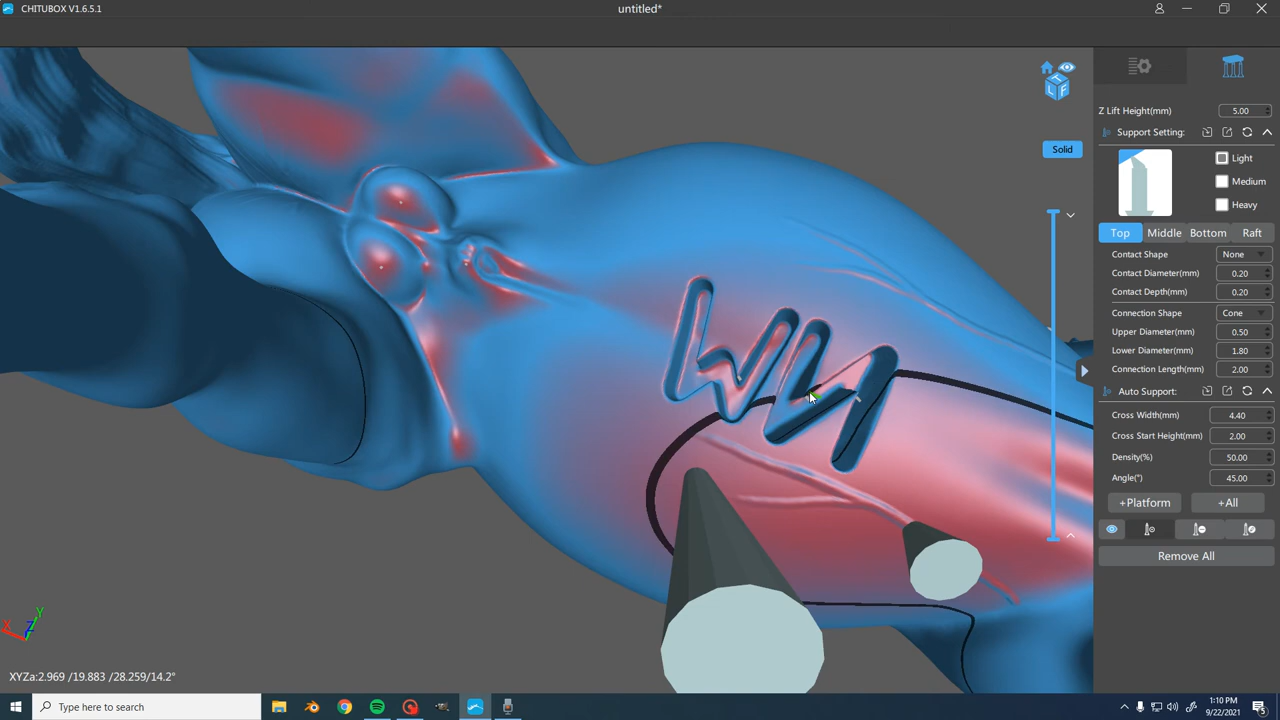 CHITUBOX V1.6.5.1
untitled*
Z Lift Height(mm) 5.00
Support Setting:
Light
Medium
Heavy
Top Middle Bottom Raft
Contact Shape None
Contact Diameter(mm) 0.20
Contact Depth(mm) 0.20
Connection Shape Cone
Upper Diameter(mm) 0.50
Lower Diameter(mm) 1.80
Connection Length(mm) 2.00
Auto Support:
Cross Width(mm) 4.40
Cross Start Height(mm) 2.00
Density(%) 50.00
Angle(°) 45.00
+Platform +All
Remove All
Solid
T
L F
X Z Y
XYZa:2.969 /19.883 /28.259/14.2°
Type here to search
1:10 PM
9/22/2021
5